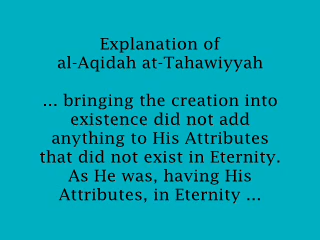 Explanation of
al-Aqidah at-Tahawiyyah
... bringing the creation into
existence did not add
anything to His Attributes
that did not exist in Eternity.
As He was, having His
Attributes, in Eternity ...